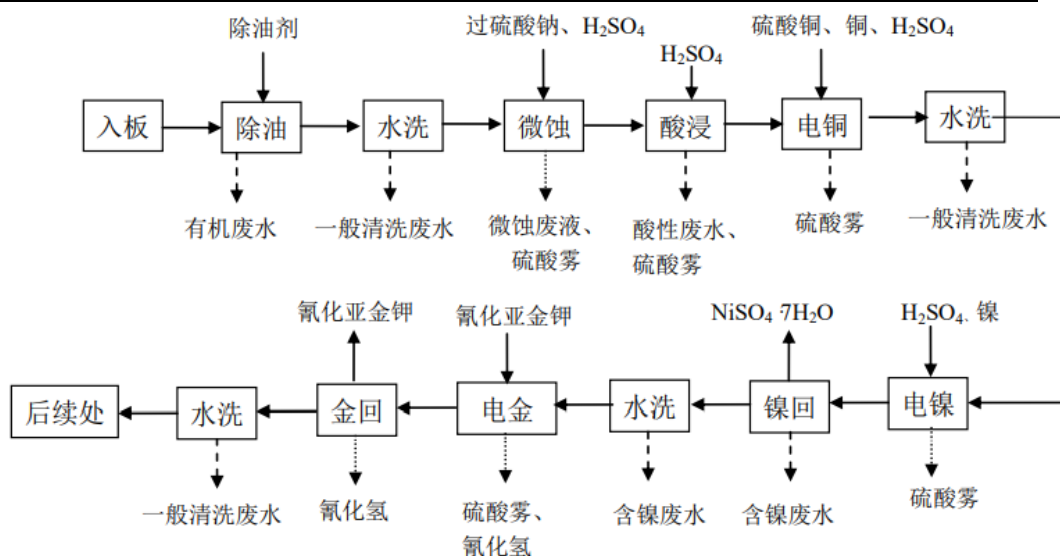 除油剂
过硫酸钠、H₂SO₄
H₂SO₄
硫酸铜、铜、H₂SO₄
入板
除油
水洗
微蚀
酸浸
电铜
水洗
有机废水
一般清洗废水
微蚀废液、
硫酸雾
酸性废水、
硫酸雾
硫酸雾
一般清洗废水
氰化亚金钾
氰化亚金钾
NiSO₄·7H₂O
H₂SO₄、镍
后续处
水洗
金回
电金
水洗
镍回
电镍
一般清洗废水
氰化氢
硫酸雾、
氰化氢
含镍废水
含镍废水
硫酸雾